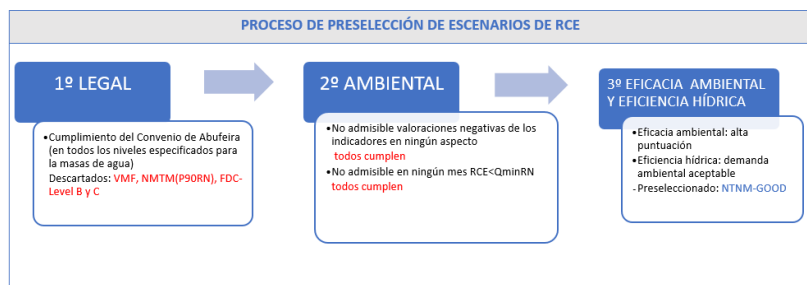 PROCESO DE PRESELECCIÓN DE ESCENARIOS DE RCE
1º LEGAL
•Cumplimiento del Convenio de Abufeira
(en todos los niveles especificados para
la masas de agua)
Descartados: VMF, NMTM(P90RN), FDC-
Level B y C
2º AMBIENTAL
•No admisible valoraciones negativas de los
indicadores en ningún aspecto
todos cumplen
•No admisible en ningún mes RCE<QminRN
todos cumplen
3º EFICACIA AMBIENTAL
Y EFICIENCIA HÍDRICA
•Eficacia ambiental: alta
puntuación
•Eficiencia hídrica: demanda
ambiental aceptable
- Preseleccionado: NTNM-GOOD